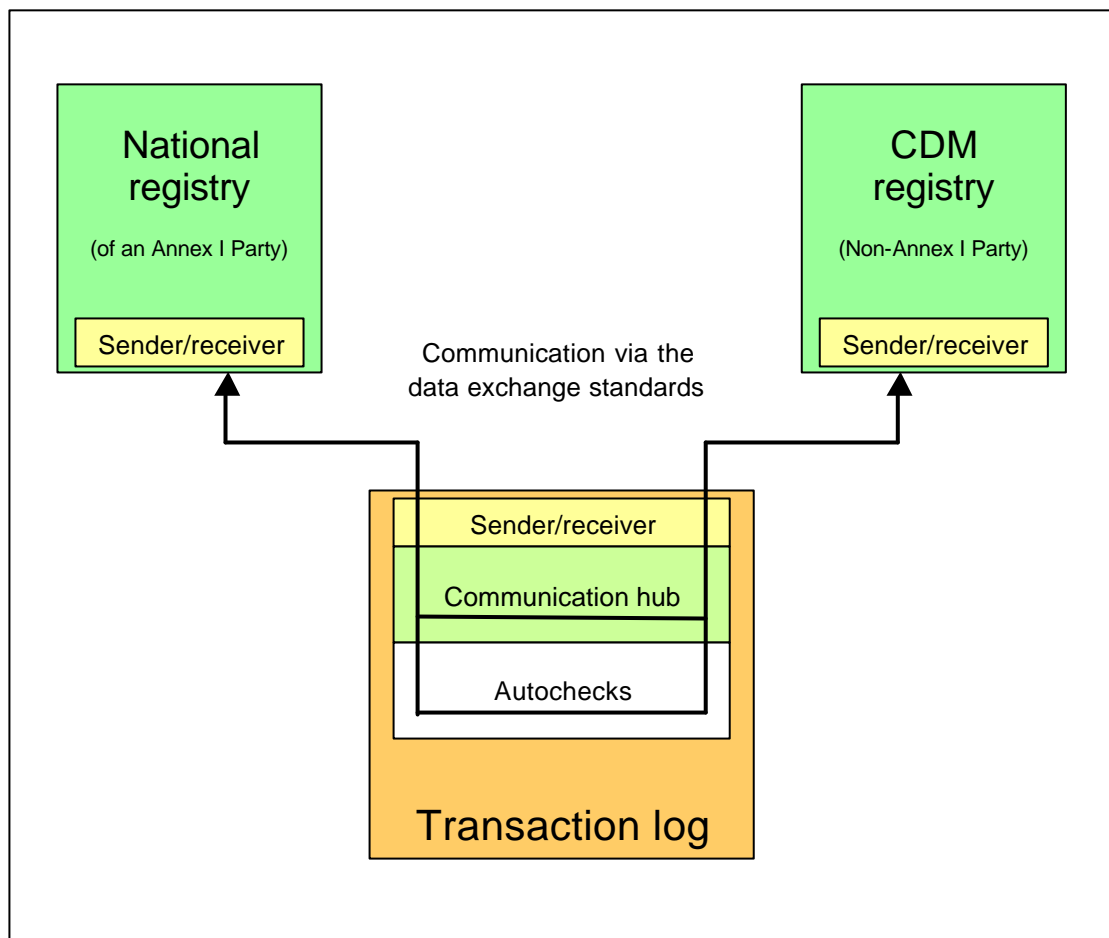 National
registry
(of an Annex I Party)
Sender/receiver
CDM
registry
(Non-Annex I Party)
Sender/receiver
Communication via the
data exchange standards
Sender/receiver
Communication hub
Autochecks
Transaction log